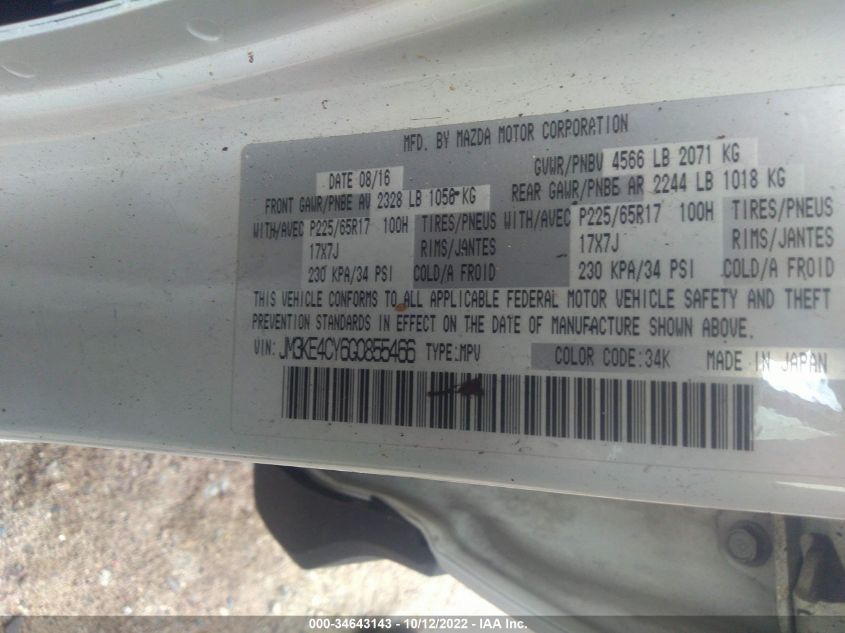 MFD. BY MAZDA MOTOR CORPORATION
DATE 08/16 GVWR/PNBV 4566 LB 2071 KG
FRONT GAWR/PNBE AV 2328 LB 1056 KG REAR GAWR/PNBE AR 2244 LB 1018 KG
WITH/AVEC P225/65R17 100H TIRES/PNEUS WITH/AVEC P225/65R17 100H TIRES/PNEUS
17X7J RIMS/JANTES 17X7J RIMS/JANTES
230 KPA/34 PSI COLD/A FROID 230 KPA/34 PSI COLD/A FROID
THIS VEHICLE CONFORMS TO ALL APPLICABLE FEDERAL MOTOR VEHICLE SAFETY AND THEFT
PREVENTION STANDARDS IN EFFECT ON THE DATE OF MANUFACTURE SHOWN ABOVE.
VIN: JM3KE4CY6G0855466 TYPE:MPV COLOR CODE:34K MADE IN JAPAN
000-34643143 - 10/12/2022 - IAA Inc.